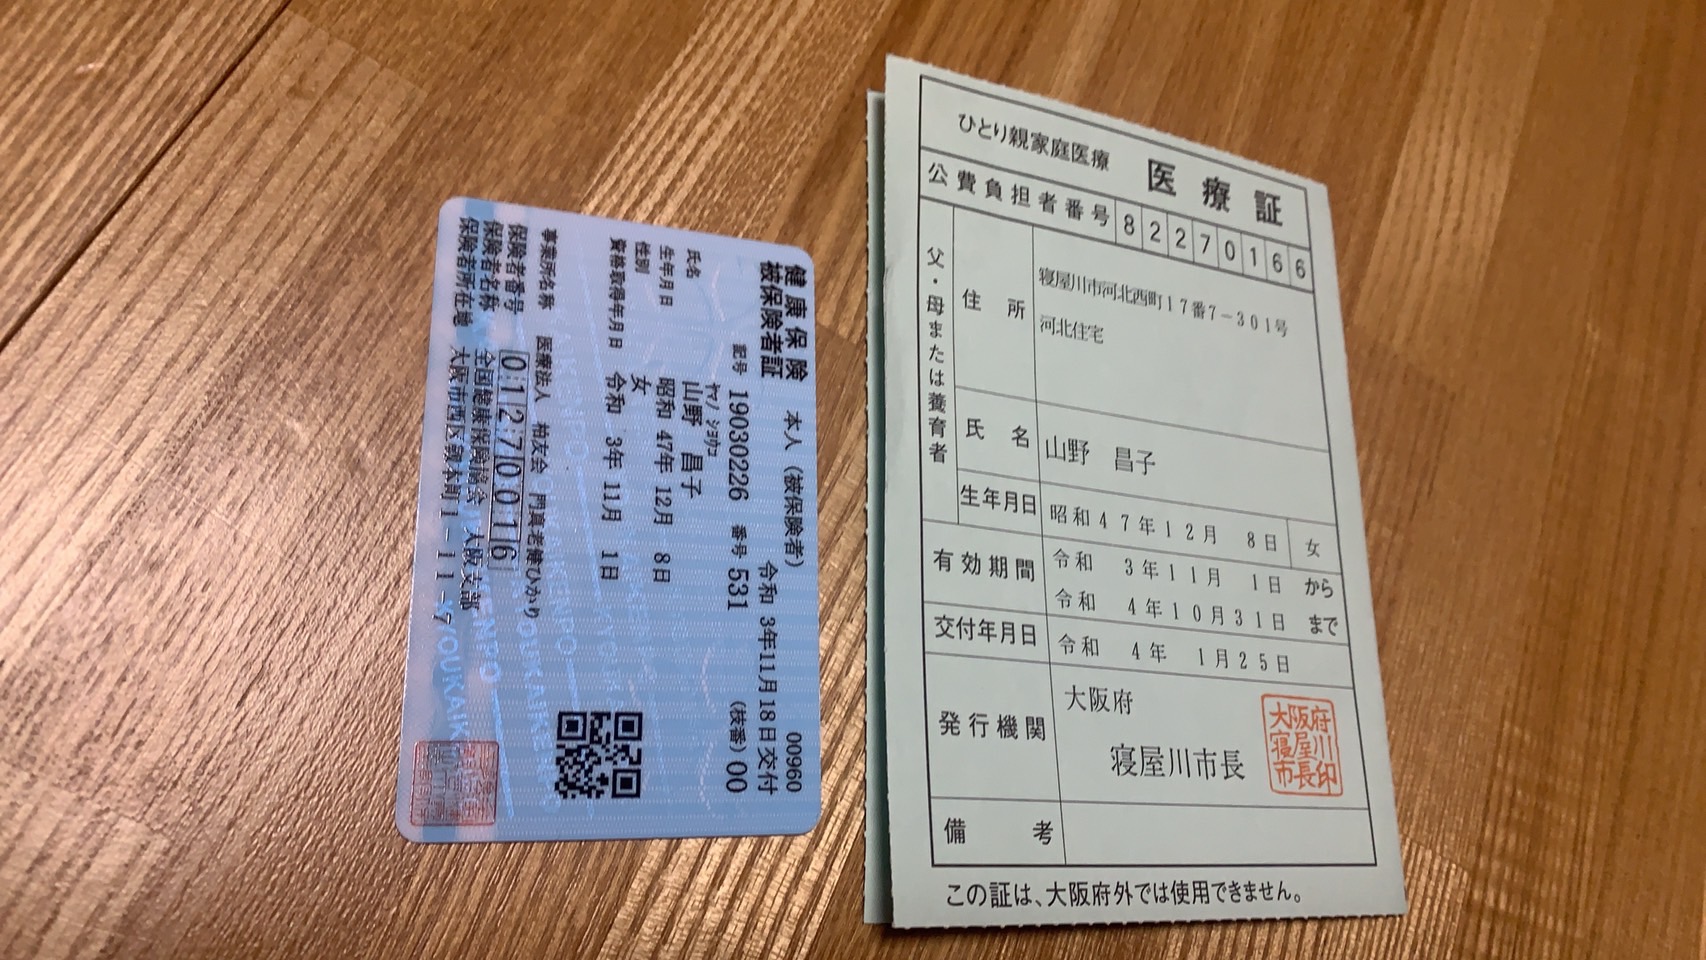 健康保険
被保険者証
本人（被保険者）
00960
令和 3年11月18日交付
記号 19030226 番号 531 (枝番) 00
ヤマノ ショウコ
氏名 山野 昌子
生年月日 昭和 47年 12月 8日
性別 女
資格取得年月日 令和 3年 11月 1日
事業所名称 医療法人 柏友会 門真老健ひかり
保険者番号 01270016
保険者名称 全国健康保険協会 大阪支部
保険者所在地 大阪市西区靱本町1-11-7
ひとり親家庭医療 医療証
公費負担者番号 82270166
父・母または養育者
住所 寝屋川市河北西町17番7-301号
河北住宅
氏名 山野 昌子
生年月日 昭和47年12月 8日 女
有効期間 令和 3年11月 1日 から
令和 4年10月31日 まで
交付年月日 令和 4年 1月25日
発行機関 大阪府
寝屋川市長
大阪府
寝屋川
市長印
備考
この証は、大阪府外では使用できません。